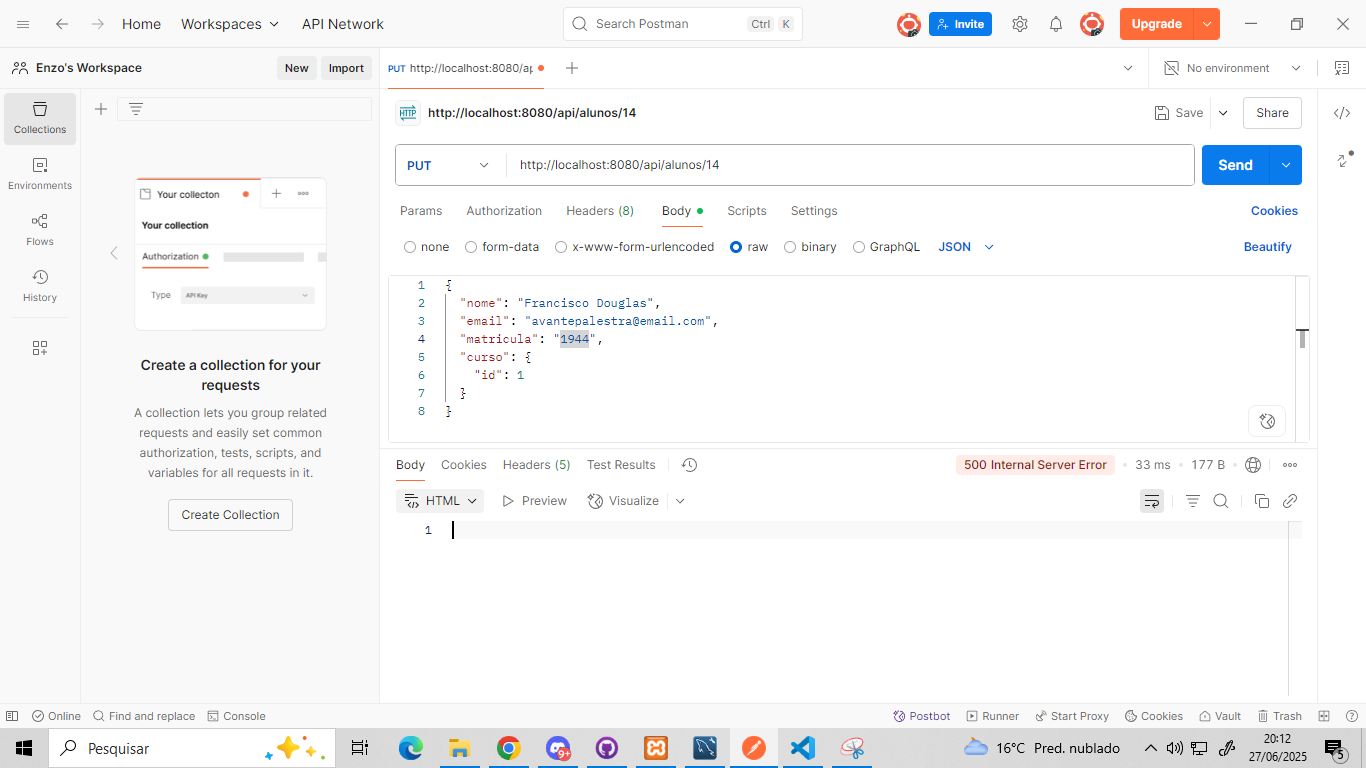 Home
Workspaces
API Network
Search Postman
Ctrl
K
Invite
Upgrade
Enzo's Workspace
New
Import
PUT http://localhost:8080/ap
No environment
Collections
Environments
Flows
History
Your collecton
Your collection
Authorization
Type
API Key
Create a collection for your
requests
A collection lets you group related
requests and easily set common
authorization, tests, scripts, and
variables for all requests in it.
Create Collection
HTTP
http://localhost:8080/api/alunos/14
Save
Share
PUT
http://localhost:8080/api/alunos/14
Send
Params
Authorization
Headers (8)
Body
Scripts
Settings
Cookies
none
form-data
x-www-form-urlencoded
raw
binary
GraphQL
JSON
Beautify
1 {
2 "nome": "Francisco Douglas",
3 "email": "avantepalestra@email.com",
4 "matricula": "1944",
5 "curso": {
6 "id": 1
7 }
8 }
Body
Cookies
Headers (5)
Test Results
500 Internal Server Error
33 ms
177 B
HTML
Preview
Visualize
1
Online
Find and replace
Console
Postbot
Runner
Start Proxy
Cookies
Vault
Trash
Pesquisar
9+
16°C Pred. nublado
20:12
27/06/2025
5